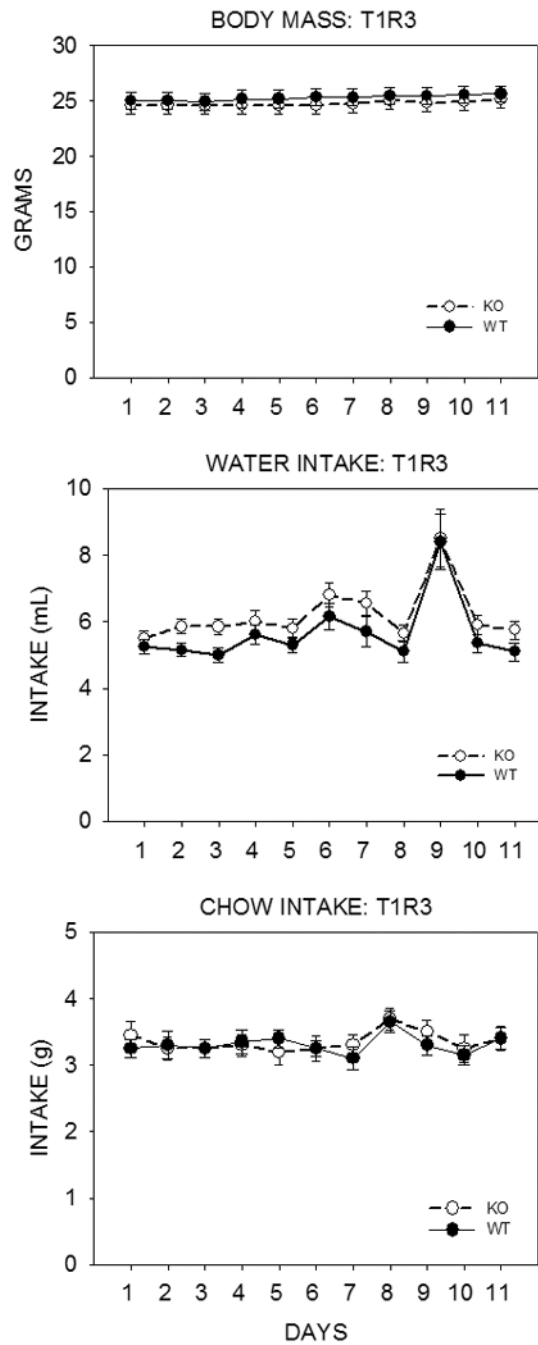 BODY MASS: T1R3
30
25
20
15
10
5
0
GRAMS
KO
WT
1 2 3 4 5 6 7 8 9 10 11
WATER INTAKE: T1R3
10
8
6
4
2
0
INTAKE (mL)
KO
WT
1 2 3 4 5 6 7 8 9 10 11
CHOW INTAKE: T1R3
5
4
3
2
1
0
INTAKE (g)
KO
WT
1 2 3 4 5 6 7 8 9 10 11
DAYS